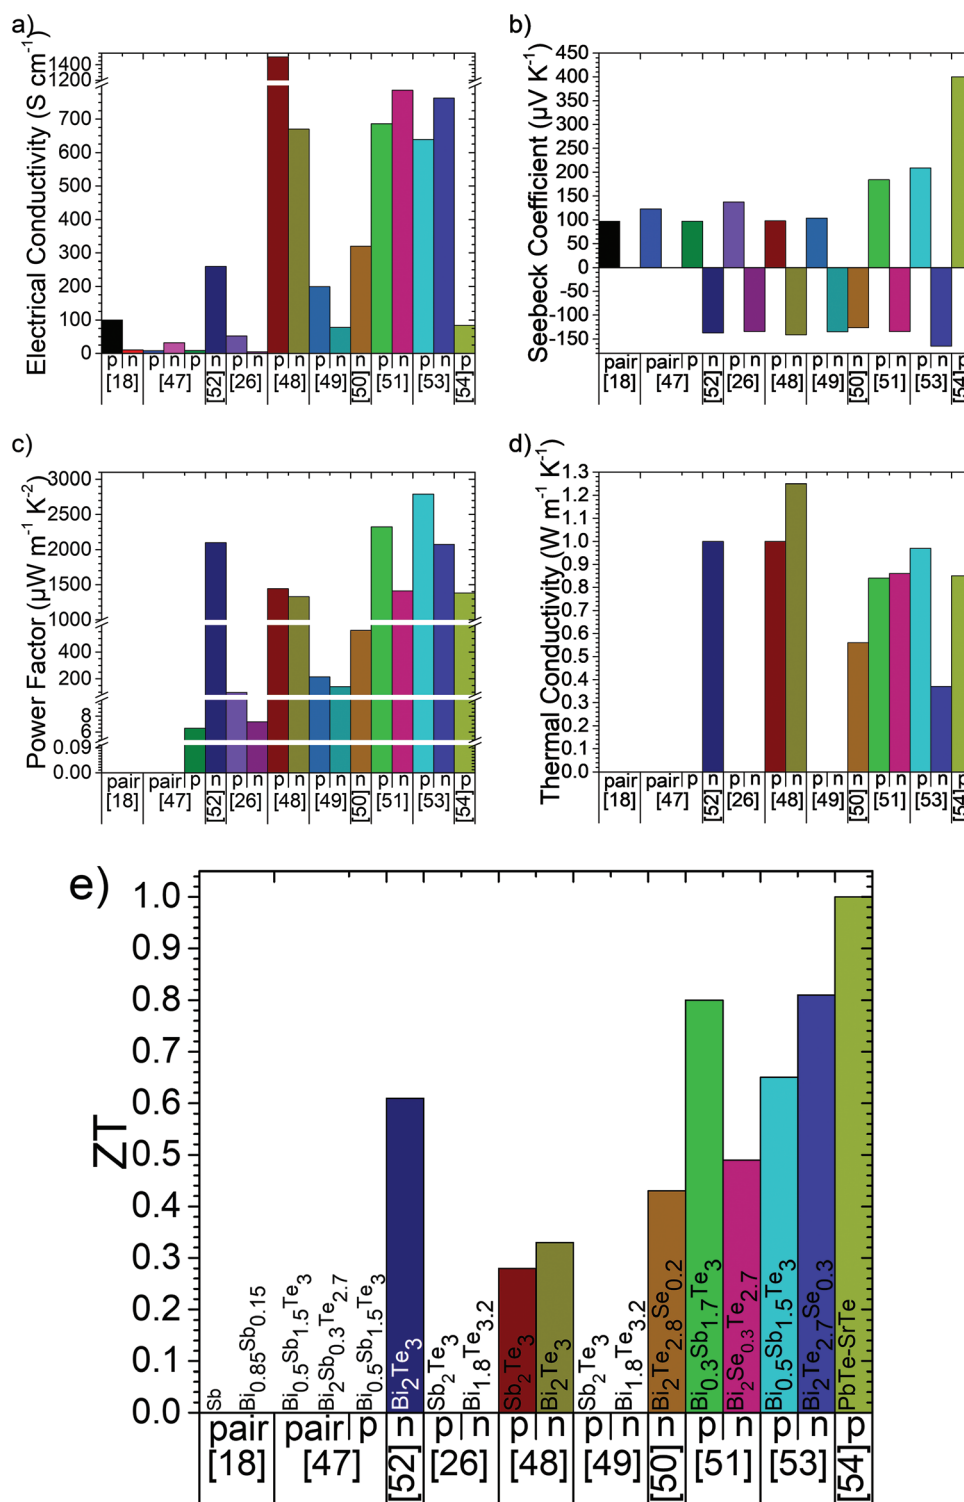 a)
Electrical Conductivity (S cm⁻¹)
1400
1200
700
600
500
400
300
200
100
0
p n p n p n p n p n p n n p n p n p
[18] [47] [52] [26] [48] [49] [50] [51] [53] [54]
b)
Seebeck Coefficient (µV K⁻¹)
450
400
350
300
250
200
150
100
50
0
-50
-100
-150
pair pair p n p n p n p n n p n p n p
[18] [47] [52] [26] [48] [49] [50] [51] [53] [54]
c)
Power Factor (µW m⁻¹ K⁻²)
3000
2500
2000
1500
1000
400
200
8
6
0.09
0.00
pair pair p n p n p n p n n p n p n p
[18] [47] [52] [26] [48] [49] [50] [51] [53] [54]
d)
Thermal Conductivity (W m⁻¹ K⁻¹)
1.3
1.2
1.1
1.0
0.9
0.8
0.7
0.6
0.5
0.4
0.3
0.2
0.1
0.0
pair pair p n p n p n p n n p n p n p
[18] [47] [52] [26] [48] [49] [50] [51] [53] [54]
e)
ZT
1.0
0.9
0.8
0.7
0.6
0.5
0.4
0.3
0.2
0.1
0.0
Sb
Bi₀.₈₅Sb₀.₁₅
Bi₀.₅Sb₁.₅Te₃
Bi₂Sb₀.₃Te₂.₇
Bi₀.₅Sb₁.₅Te₃
Bi₂Te₃
Sb₂Te₃
Bi₁.₈Te₃.₂
Sb₂Te₃
Bi₂Te₃
Sb₂Te₃
Bi₁.₈Te₃.₂
Bi₂Te₂.₈Se₀.₂
Bi₀.₃Sb₁.₇Te₃
Bi₂Se₀.₃Te₂.₇
Bi₀.₅Sb₁.₅Te₃
Bi₂Te₂.₇Se₀.₃
PbTe-SrTe
pair pair p n p n p n p n n p n p n p
[18] [47] [52] [26] [48] [49] [50] [51] [53] [54]